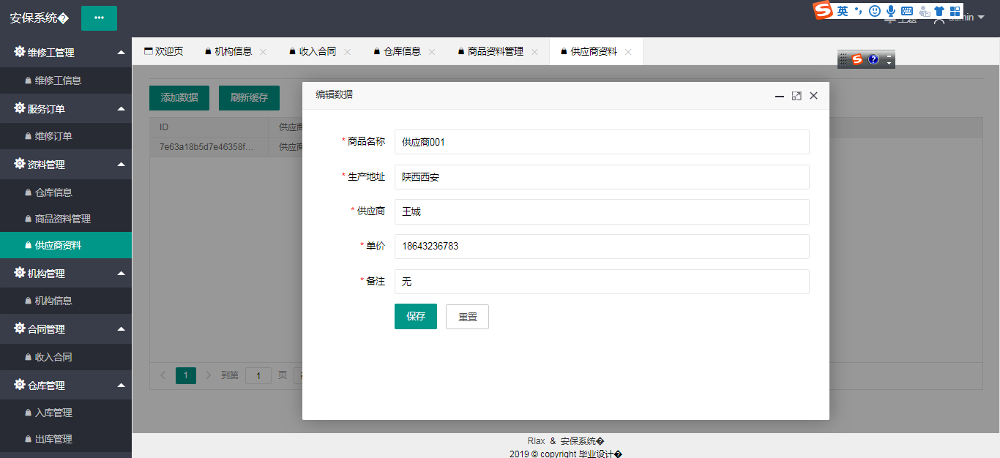 安保系统�
英
主题
admin
维修工管理
维修工信息
服务订单
维修订单
资料管理
仓库信息
商品资料管理
供应商资料
机构管理
机构信息
合同管理
收入合同
仓库管理
入库管理
出库管理
欢迎页 机构信息 收入合同 仓库信息 商品资料管理 供应商资料
添加数据 刷新缓存
ID 供应商
7e63a18b5d7e46358f... 供应商
编辑数据
* 商品名称 供应商001
* 生产地址 陕西西安
* 供应商 王城
* 单价 18643236783
* 备注 无
保存 重置
1 到第 1 页
Rlax & 安保系统�
2019 © copyright 毕业设计�